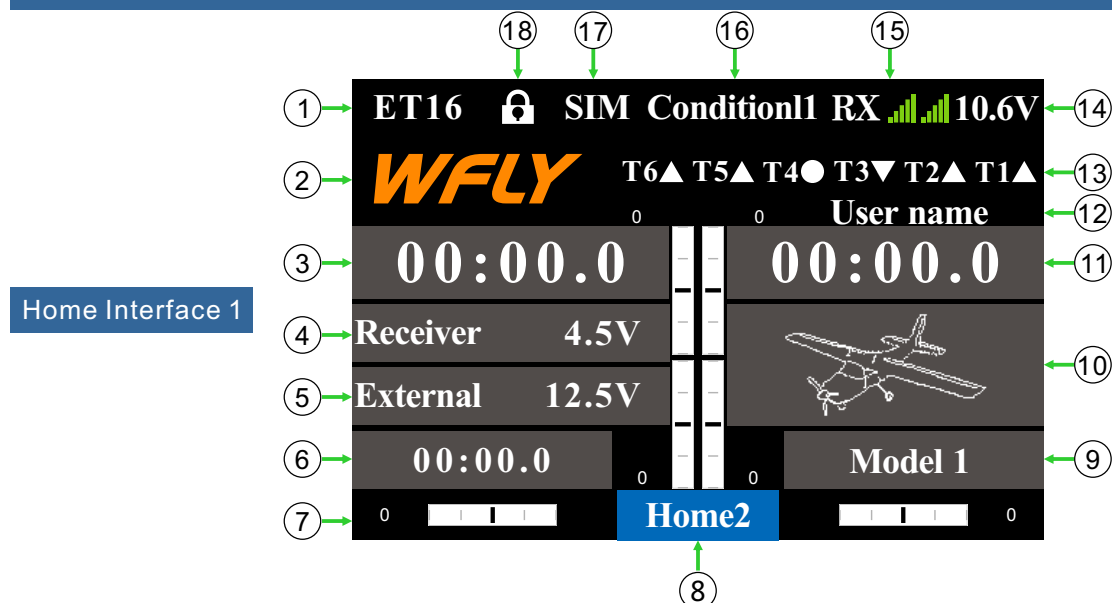 18 17 16 15
1 ET16 SIM Conditionl1 RX 10.6V 14
2 WFLY T6▲ T5▲ T4● T3▼ T2▲ T1▲ 13
0 0 User name 12
3 00:00.0 00:00.0 11
Home Interface 1
4 Receiver 4.5V
10
5 External 12.5V
6 00:00.0 0 0 Model 1 9
7 0 Home2 0
8